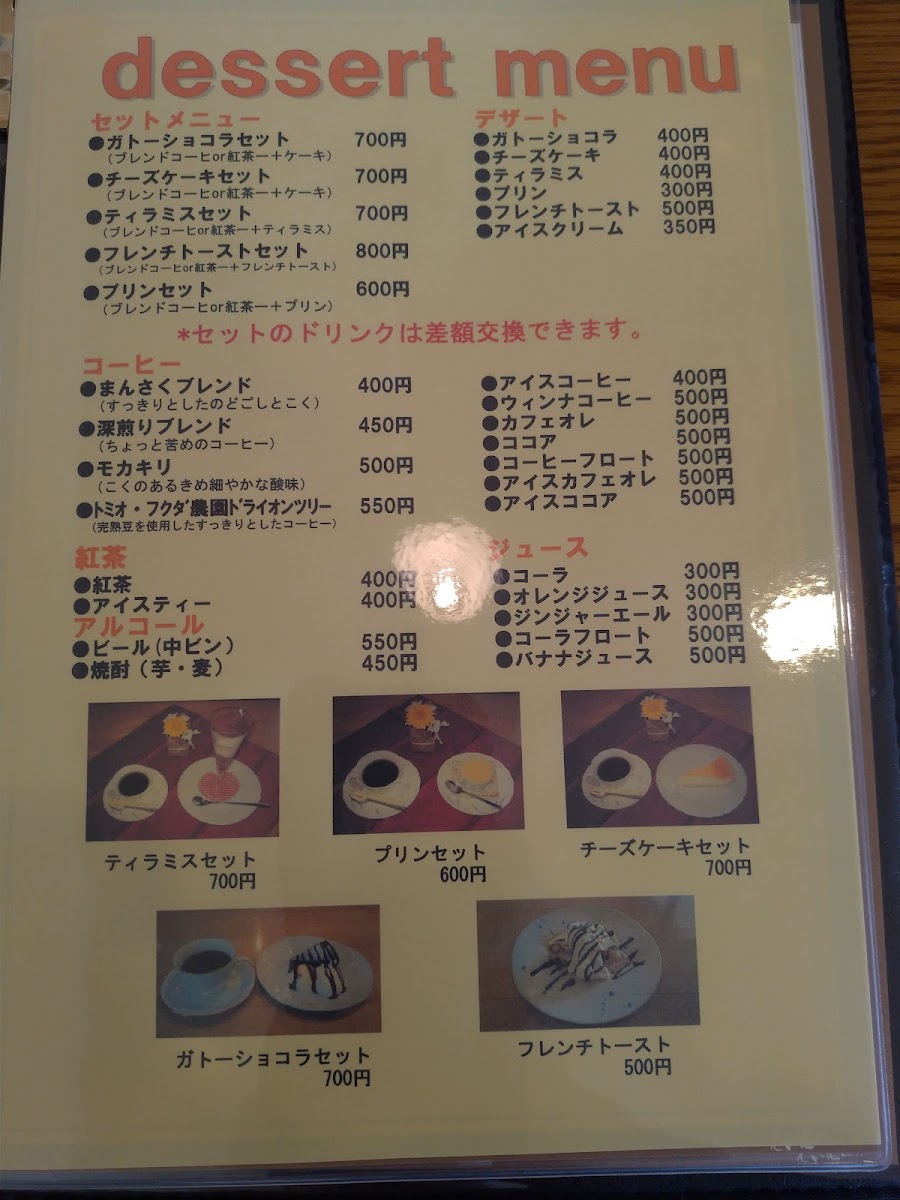 dessert menu
セットメニュー
●ガトーショコラセット 700円
(ブレンドコーヒor紅茶ー＋ケーキ)
●チーズケーキセット 700円
(ブレンドコーヒor紅茶ー＋ケーキ)
●ティラミスセット 700円
(ブレンドコーヒor紅茶ー＋ティラミス)
●フレンチトーストセット 800円
(ブレンドコーヒor紅茶ー＋フレンチトースト)
●プリンセット 600円
(ブレンドコーヒor紅茶ー＋プリン)
デザート
●ガトーショコラ 400円
●チーズケーキ 400円
●ティラミス 400円
●プリン 300円
●フレンチトースト 500円
●アイスクリーム 350円
*セットのドリンクは差額交換できます。
コーヒー
●まんさくブレンド 400円
(すっきりとしたのどごしとこく)
●深煎りブレンド 450円
(ちょっと苦めのコーヒー)
●モカキリ 500円
(こくのあるきめ細やかな酸味)
●トミオ・フクダ農園ドライオンツリー 550円
(完熟豆を使用したすっきりとしたコーヒー)
●アイスコーヒー 400円
●ウィンナコーヒー 500円
●カフェオレ 500円
●ココア 500円
●コーヒーフロート 500円
●アイスカフェオレ 500円
●アイスココア 500円
紅茶
●紅茶 400円
●アイスティー 400円
アルコール
●ビール(中ビン) 550円
●焼酎(芋・麦) 450円
ジュース
●コーラ 300円
●オレンジジュース 300円
●ジンジャーエール 300円
●コーラフロート 500円
●バナナジュース 500円
ティラミスセット
700円
プリンセット
600円
チーズケーキセット
700円
ガトーショコラセット
700円
フレンチトースト
500円